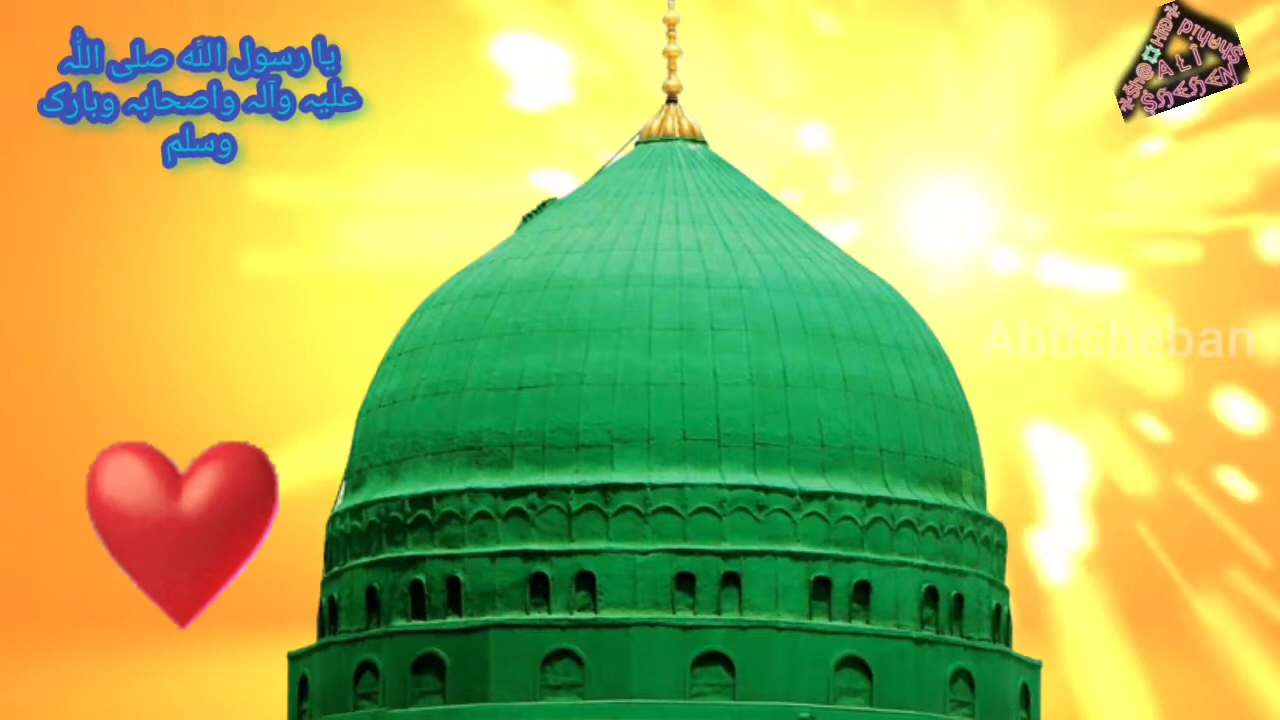 یا رسول اللہ صلی اللہ
علیہ وآلہ واصحابہ وبارک
وسلم
Abusheban